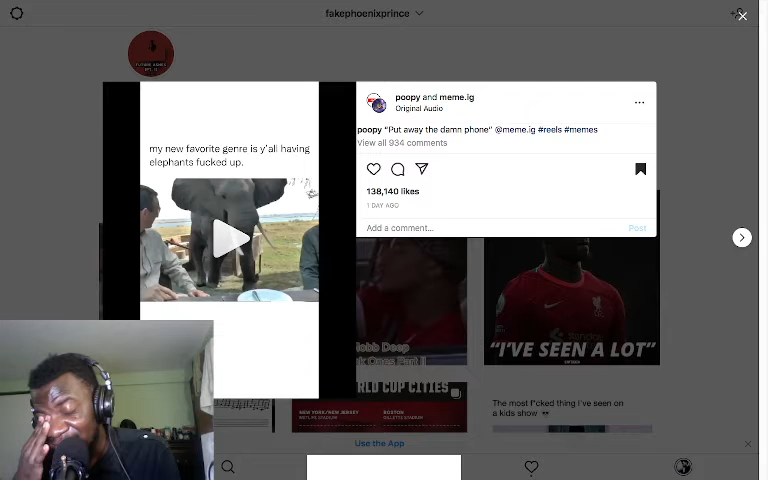 fakephoenixprince
my new favorite genre is y'all having
elephants fucked up.
poopy and meme.ig
Original Audio
poopy “Put away the damn phone” @meme.ig #reels #memes
View all 934 comments
138,140 likes
1 DAY AGO
Add a comment...
Post
“I'VE SEEN A LOT”
lobb Deep
WORLD CUP CITIES
NEW YORK/NEW JERSEY
BOSTON
The most f*cked thing I've seen on
a kids show
Use the App